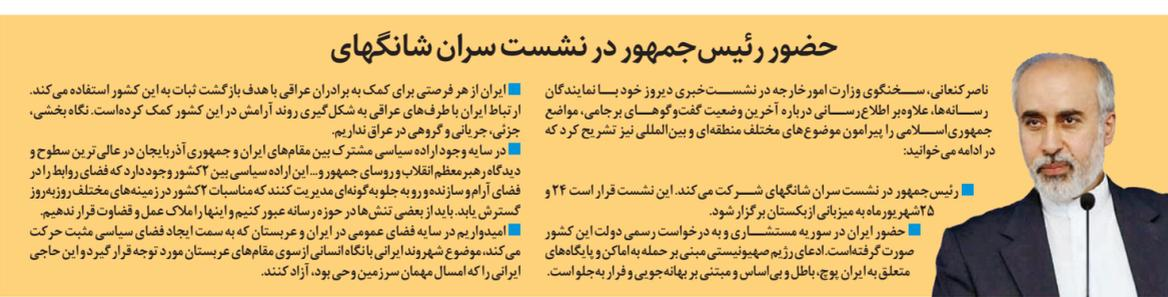 حضور رئیس‌جمهور در نشست سران شانگهای
ناصر کنعانی، سخنگوی وزارت امور خارجه در نشست خبری دیروز خود با نمایندگان
رسانه‌ها، علاوه بر اطلاع‌رسانی درباره آخرین وضعیت گفت‌وگوهای برجامی، مواضع
جمهوری اسلامی را پیرامون موضوع‌های مختلف منطقه‌ای و بین‌المللی نیز تشریح کرد که
در ادامه می‌خوانید:
رئیس‌جمهور در نشست سران شانگهای شرکت می‌کند. این نشست قرار است ۲۴ و
۲۵شهریورماه به میزبانی ازبکستان برگزار شود.
حضور ایران در سوریه مستشاری و به درخواست رسمی دولت این کشور
صورت گرفته‌است. ادعای رژیم صهیونیستی مبنی بر حمله به اماکن و پایگاه‌های
متعلق به ایران پوچ، باطل و بی‌اساس و مبتنی بر بهانه‌جویی و فرار به جلو است.
ایران از هر فرصتی برای کمک به برادران عراقی با هدف بازگشت ثبات به این کشور استفاده می‌کند.
ارتباط ایران با طرف‌های عراقی به شکل‌گیری روند آرامش در این کشور کمک کرده‌است. نگاه بخشی،
جزئی، جریانی و گروهی در عراق نداریم.
در سایه وجود اراده سیاسی مشترک بین مقام‌های ایران و جمهوری آذربایجان در عالی‌ترین سطوح و
دیدگاه رهبر معظم انقلاب و روسای جمهور و... این اراده سیاسی بین ۲کشور وجود دارد که فضای روابط را در
فضای آرام و سازنده و رو به جلو به گونه‌ای مدیریت کنند که مناسبات ۲کشور در زمینه‌های مختلف روزبه‌روز
گسترش یابد. باید از بعضی تنش‌ها در حوزه رسانه عبور کنیم و اینها را ملاک عمل و قضاوت قرار ندهیم.
امیدواریم در سایه فضای عمومی در ایران و عربستان که به سمت ایجاد فضای سیاسی مثبت حرکت
می‌کند، موضوع شهروند ایرانی با نگاه انسانی از سوی مقام‌های عربستان مورد توجه قرار گیرد و این حاجی
ایرانی را که امسال مهمان سرزمین وحی بود، آزاد کنند.